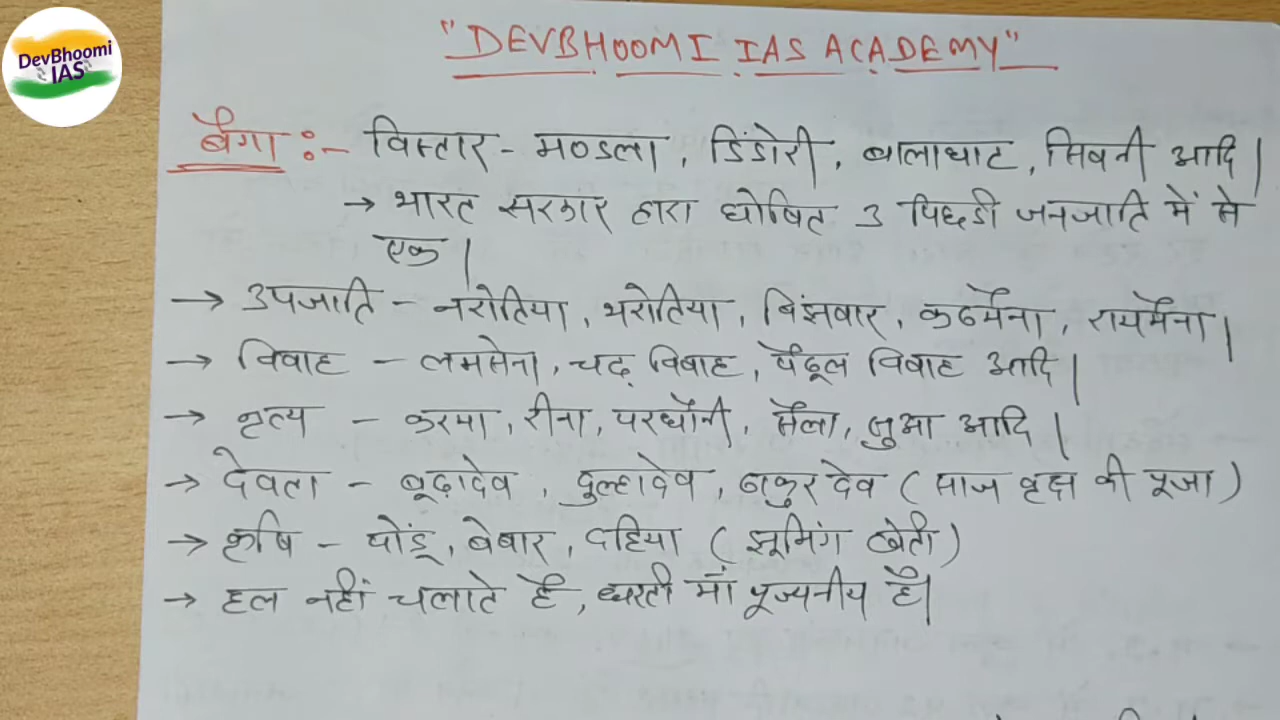 DevBhoomi
IAS
"DEVBHOOMI IAS ACADEMY"
बैगा :- विस्तार - मण्डला, डिंडोरी, बालाघाट, सिवनी आदि।
→ भारत सरकार द्वारा घोषित 3 पिछडी जनजाति में से
एक।
→ उपजाति - नरोतिया, भरोतिया, बिंझवार, कढमैना, रायमैना।
→ विवाह - लमसेना, चढ़ विवाह, पैढूल विवाह आदि।
→ नृत्य - करमा, रीना, परधौनी, सैला, सुआ आदि।
→ देवता - बूढ़ादेव, दुल्हादेव, ठाकुर देव (साज वृक्ष की पूजा)
→ कृषि - पोंडू, बेबार, दहिया (झूमिंग खेती)
→ हल नहीं चलाते है, धरती माँ पूज्यनीय है।